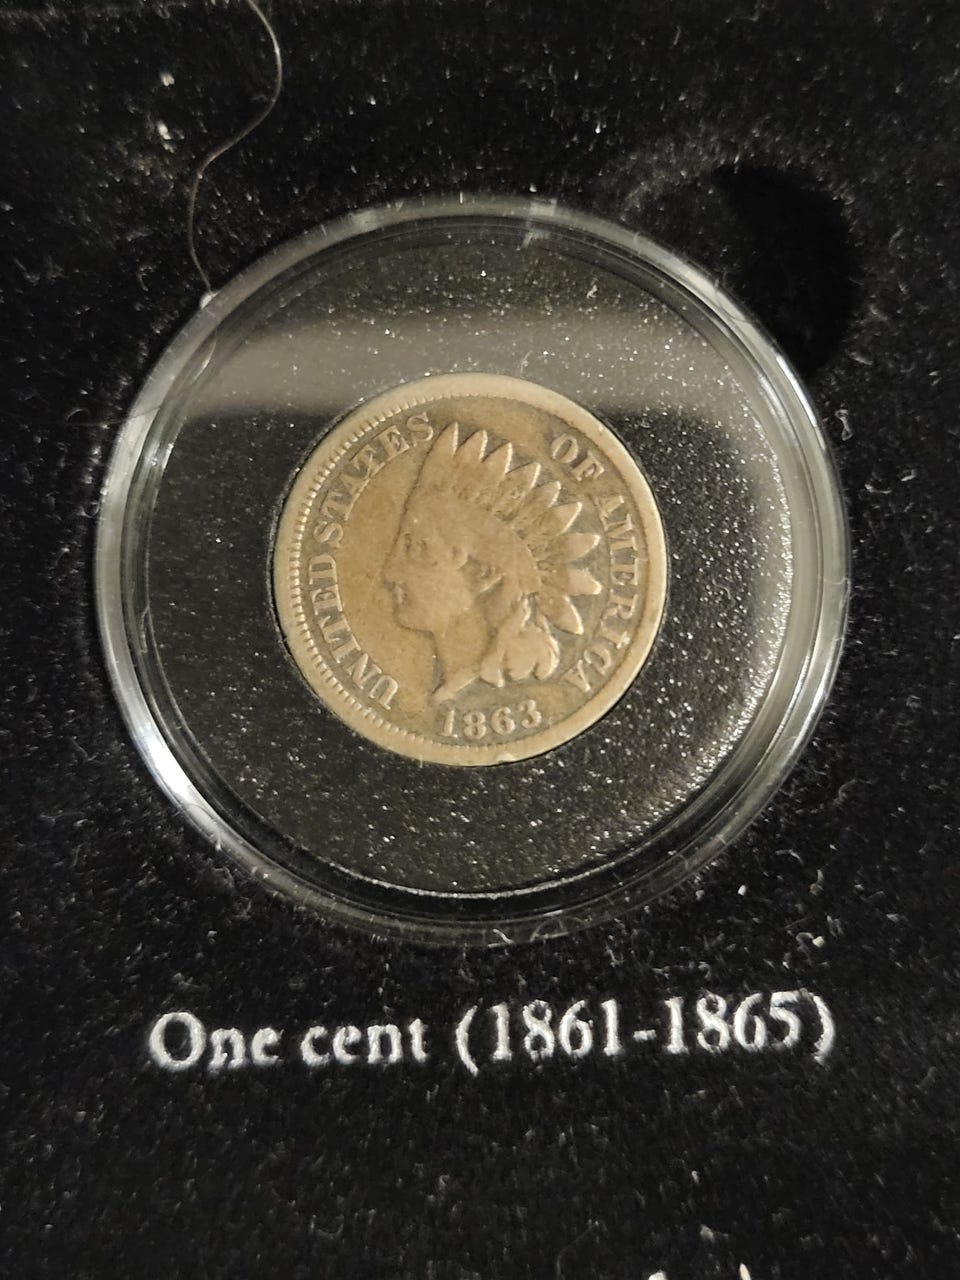 UNITED STATES OF AMERICA
1863
One cent (1861-1865)